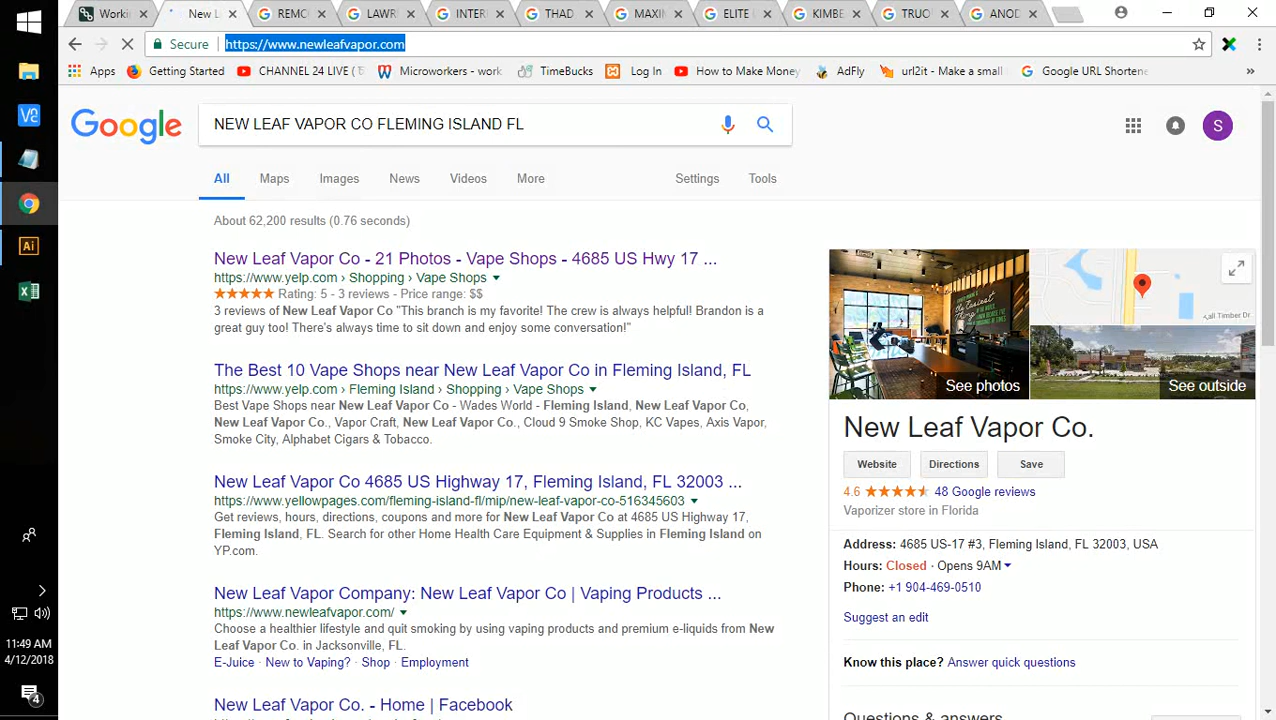 Workin
New L
REMC
LAWR
INTER
THAD
MAXIN
ELITE
KIMBE
TRUO
ANOD
Secure
https://www.newleafvapor.com
Apps
Getting Started
CHANNEL 24 LIVE (
Microworkers - work
TimeBucks
Log In
How to Make Money
AdFly
url2it - Make a small
Google URL Shortene
»
Google
NEW LEAF VAPOR CO FLEMING ISLAND FL
S
All Maps Images News Videos More Settings Tools
About 62,200 results (0.76 seconds)
New Leaf Vapor Co - 21 Photos - Vape Shops - 4685 US Hwy 17 ...
https://www.yelp.com › Shopping › Vape Shops
Rating: 5 - 3 reviews - Price range: $$
3 reviews of New Leaf Vapor Co "This branch is my favorite! The crew is always helpful! Brandon is a
great guy too! There's always time to sit down and enjoy some conversation!"
The Best 10 Vape Shops near New Leaf Vapor Co in Fleming Island, FL
https://www.yelp.com › Fleming Island › Shopping › Vape Shops
Best Vape Shops near New Leaf Vapor Co - Wades World - Fleming Island, New Leaf Vapor Co,
New Leaf Vapor Co., Vapor Craft, New Leaf Vapor Co., Cloud 9 Smoke Shop, KC Vapes, Axis Vapor,
Smoke City, Alphabet Cigars & Tobacco.
New Leaf Vapor Co 4685 US Highway 17, Fleming Island, FL 32003 ...
https://www.yellowpages.com/fleming-island-fl/mip/new-leaf-vapor-co-516345603
Get reviews, hours, directions, coupons and more for New Leaf Vapor Co at 4685 US Highway 17,
Fleming Island, FL. Search for other Home Health Care Equipment & Supplies in Fleming Island on
YP.com.
New Leaf Vapor Company: New Leaf Vapor Co | Vaping Products ...
https://www.newleafvapor.com/
Choose a healthier lifestyle and quit smoking by using vaping products and premium e-liquids from New
Leaf Vapor Co. in Jacksonville, FL.
E-Juice · New to Vaping? · Shop · Employment
New Leaf Vapor Co. - Home | Facebook
See photos
Timber Dr
See outside
New Leaf Vapor Co.
Website
Directions
Save
4.6 48 Google reviews
Vaporizer store in Florida
Address: 4685 US-17 #3, Fleming Island, FL 32003, USA
Hours: Closed · Opens 9AM
Phone: +1 904-469-0510
Suggest an edit
Know this place? Answer quick questions
Questions & answers
Ai
11:49 AM
4/12/2018
4